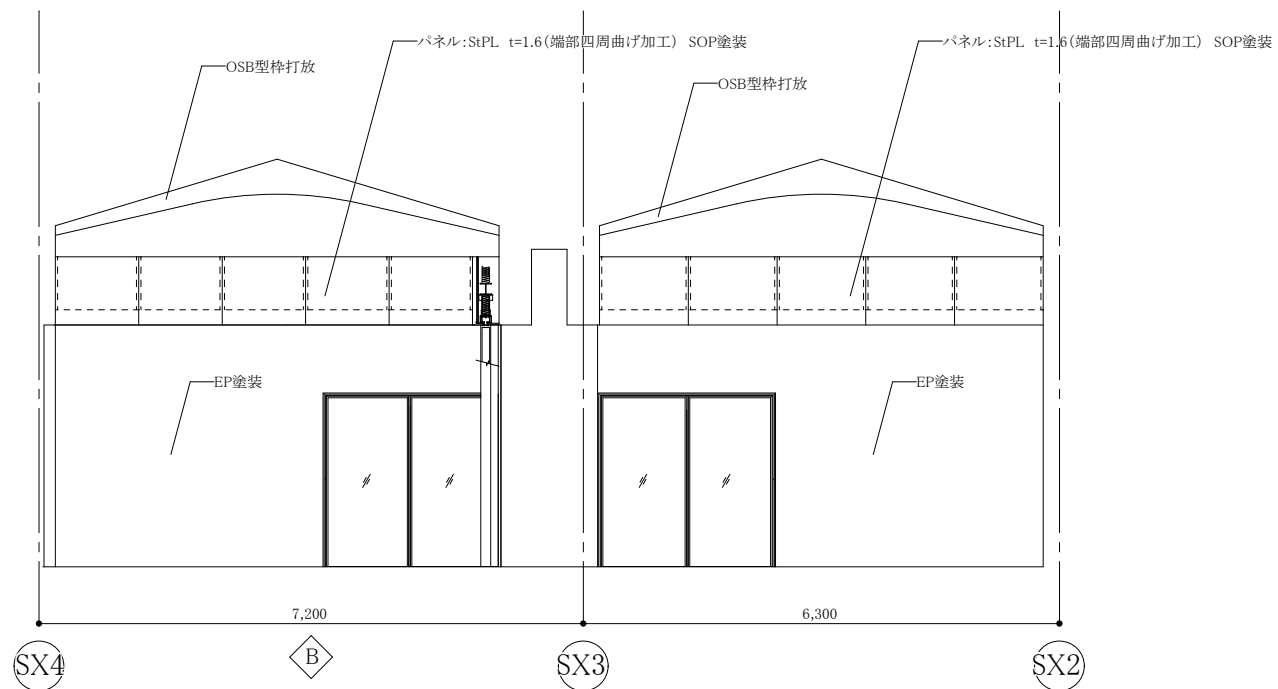 パネル:StPL t=1.6(端部四周曲げ加工) SOP塗装
パネル:StPL t=1.6(端部四周曲げ加工) SOP塗装
OSB型枠打放
OSB型枠打放
EP塗装
EP塗装
7,200
6,300
SX4
B
SX3
SX2